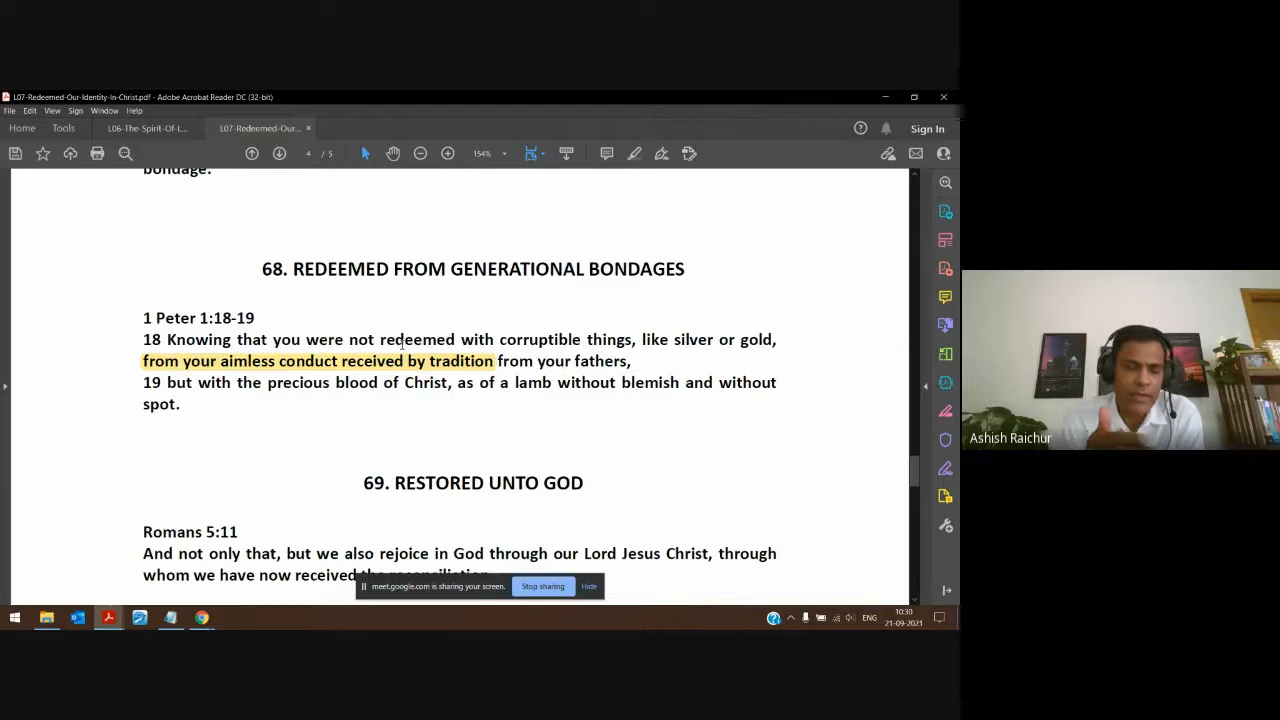 L07-Redeemed-Our-Identity-In-Christ.pdf - Adobe Acrobat Reader DC (32-bit)
File Edit View Sign Window Help
Home Tools L06-The-Spirit-Of-L... L07-Redeemed-Our... × Sign In
4 / 5 154%
bondage.
68. REDEEMED FROM GENERATIONAL BONDAGES
1 Peter 1:18-19
18 Knowing that you were not redeemed with corruptible things, like silver or gold,
from your aimless conduct received by tradition from your fathers,
19 but with the precious blood of Christ, as of a lamb without blemish and without
spot.
69. RESTORED UNTO GOD
Romans 5:11
And not only that, but we also rejoice in God through our Lord Jesus Christ, through
whom we have now received the reconciliation.
meet.google.com is sharing your screen. Stop sharing Hide
Ashish Raichur
ENG
10:30
21-09-2021